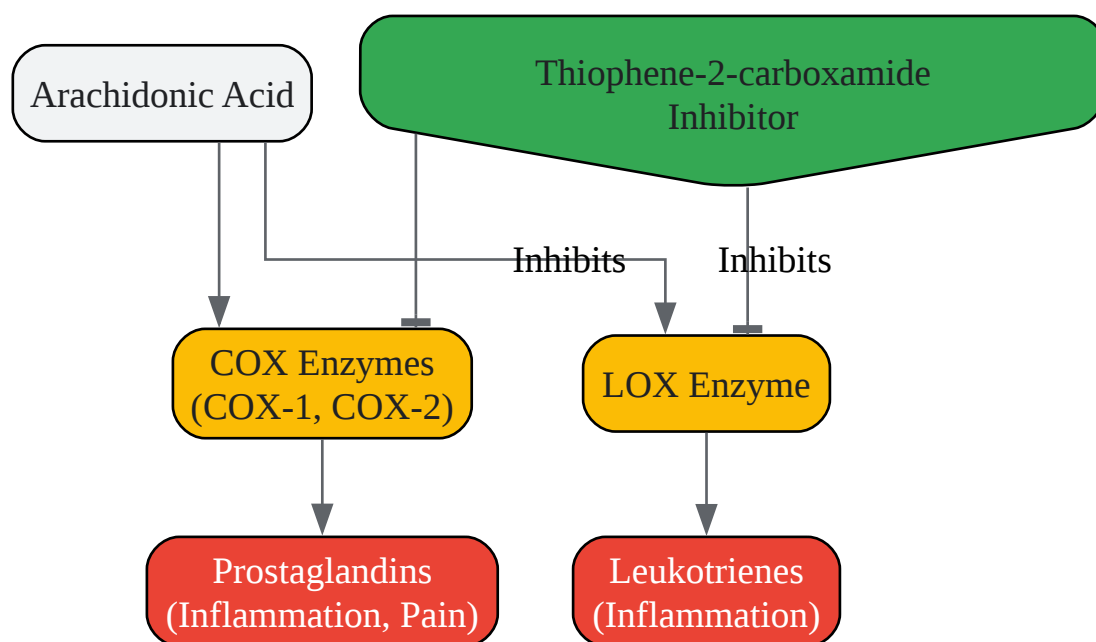 Arachidonic Acid
Thiophene-2-carboxamide
Inhibitor
Inhibits
Inhibits
COX Enzymes
(COX-1, COX-2)
LOX Enzyme
Prostaglandins
(Inflammation, Pain)
Leukotrienes
(Inflammation)